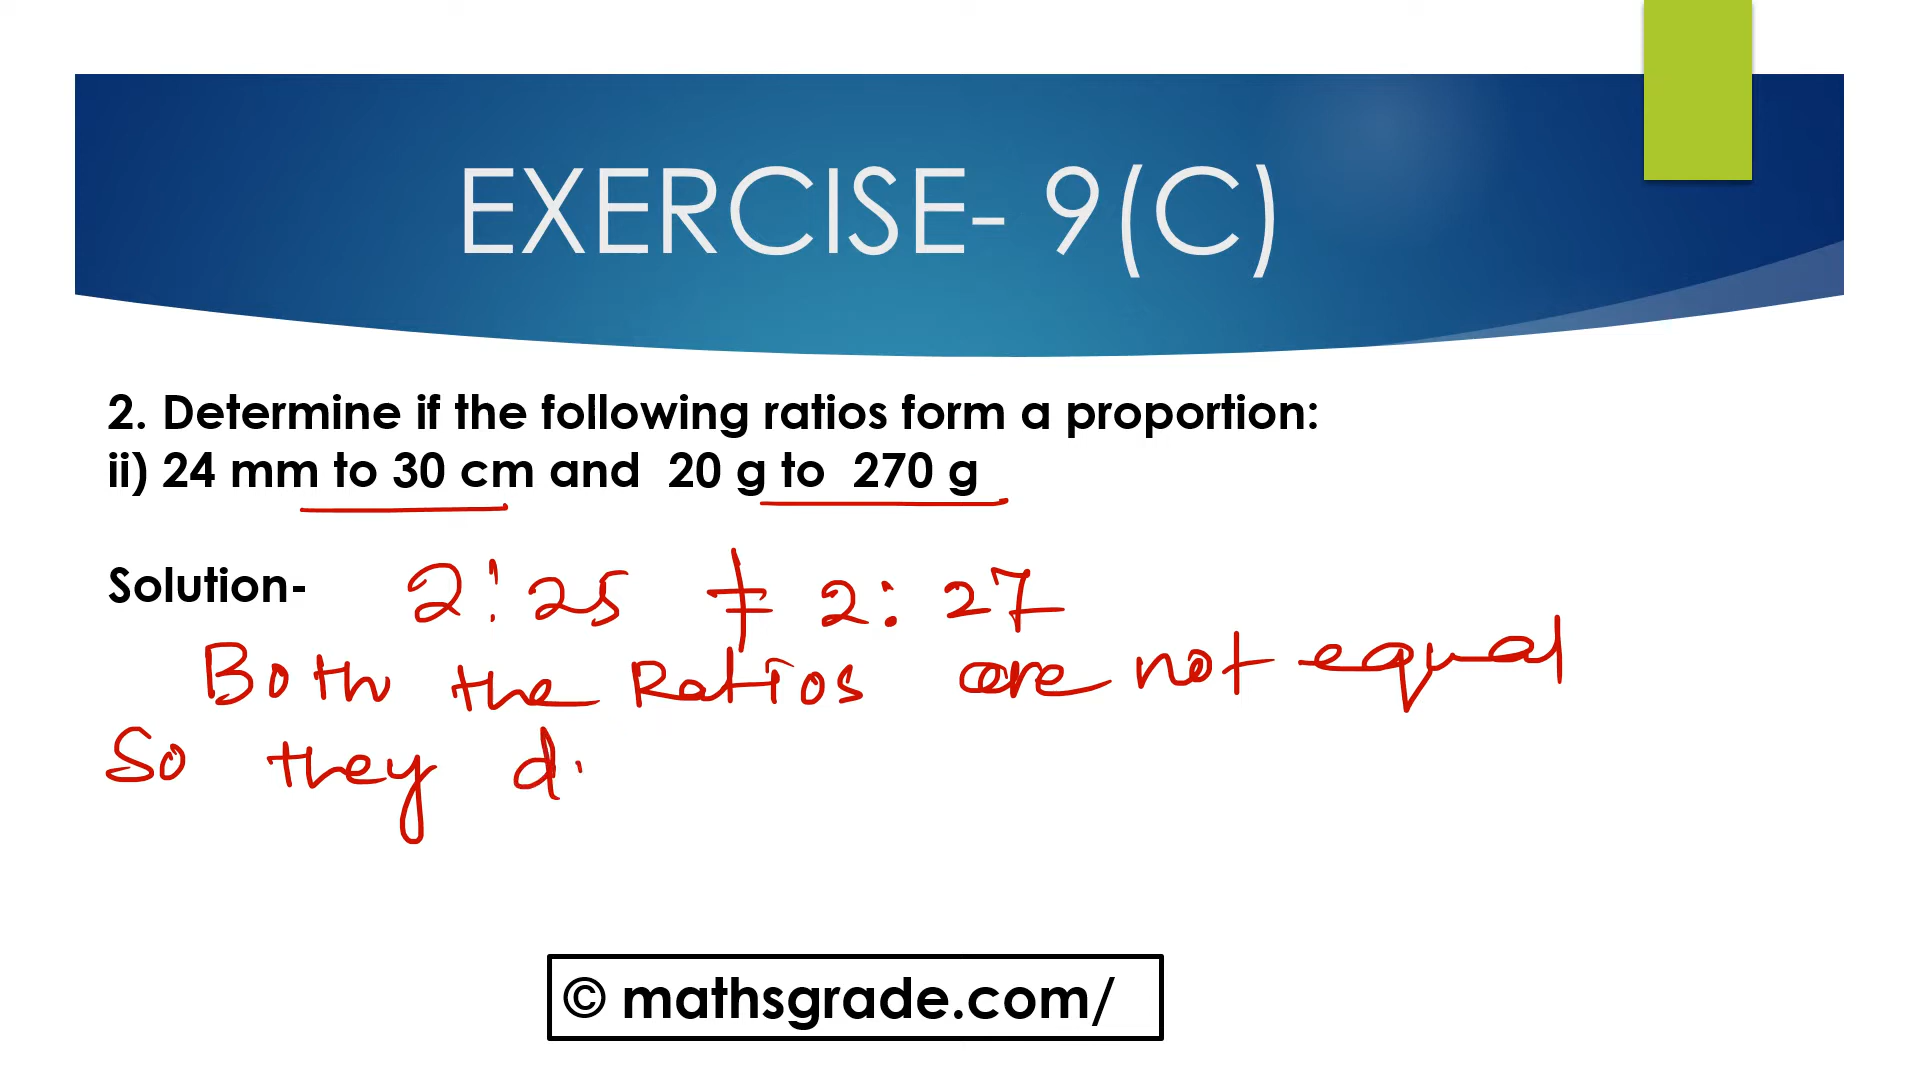 EXERCISE- 9(C)
2. Determine if the following ratios form a proportion:
ii) 24 mm to 30 cm and 20 g to 270 g
Solution- 2:25 ≠ 2:27
Both the Ratios are not equal
So they d
© mathsgrade.com/